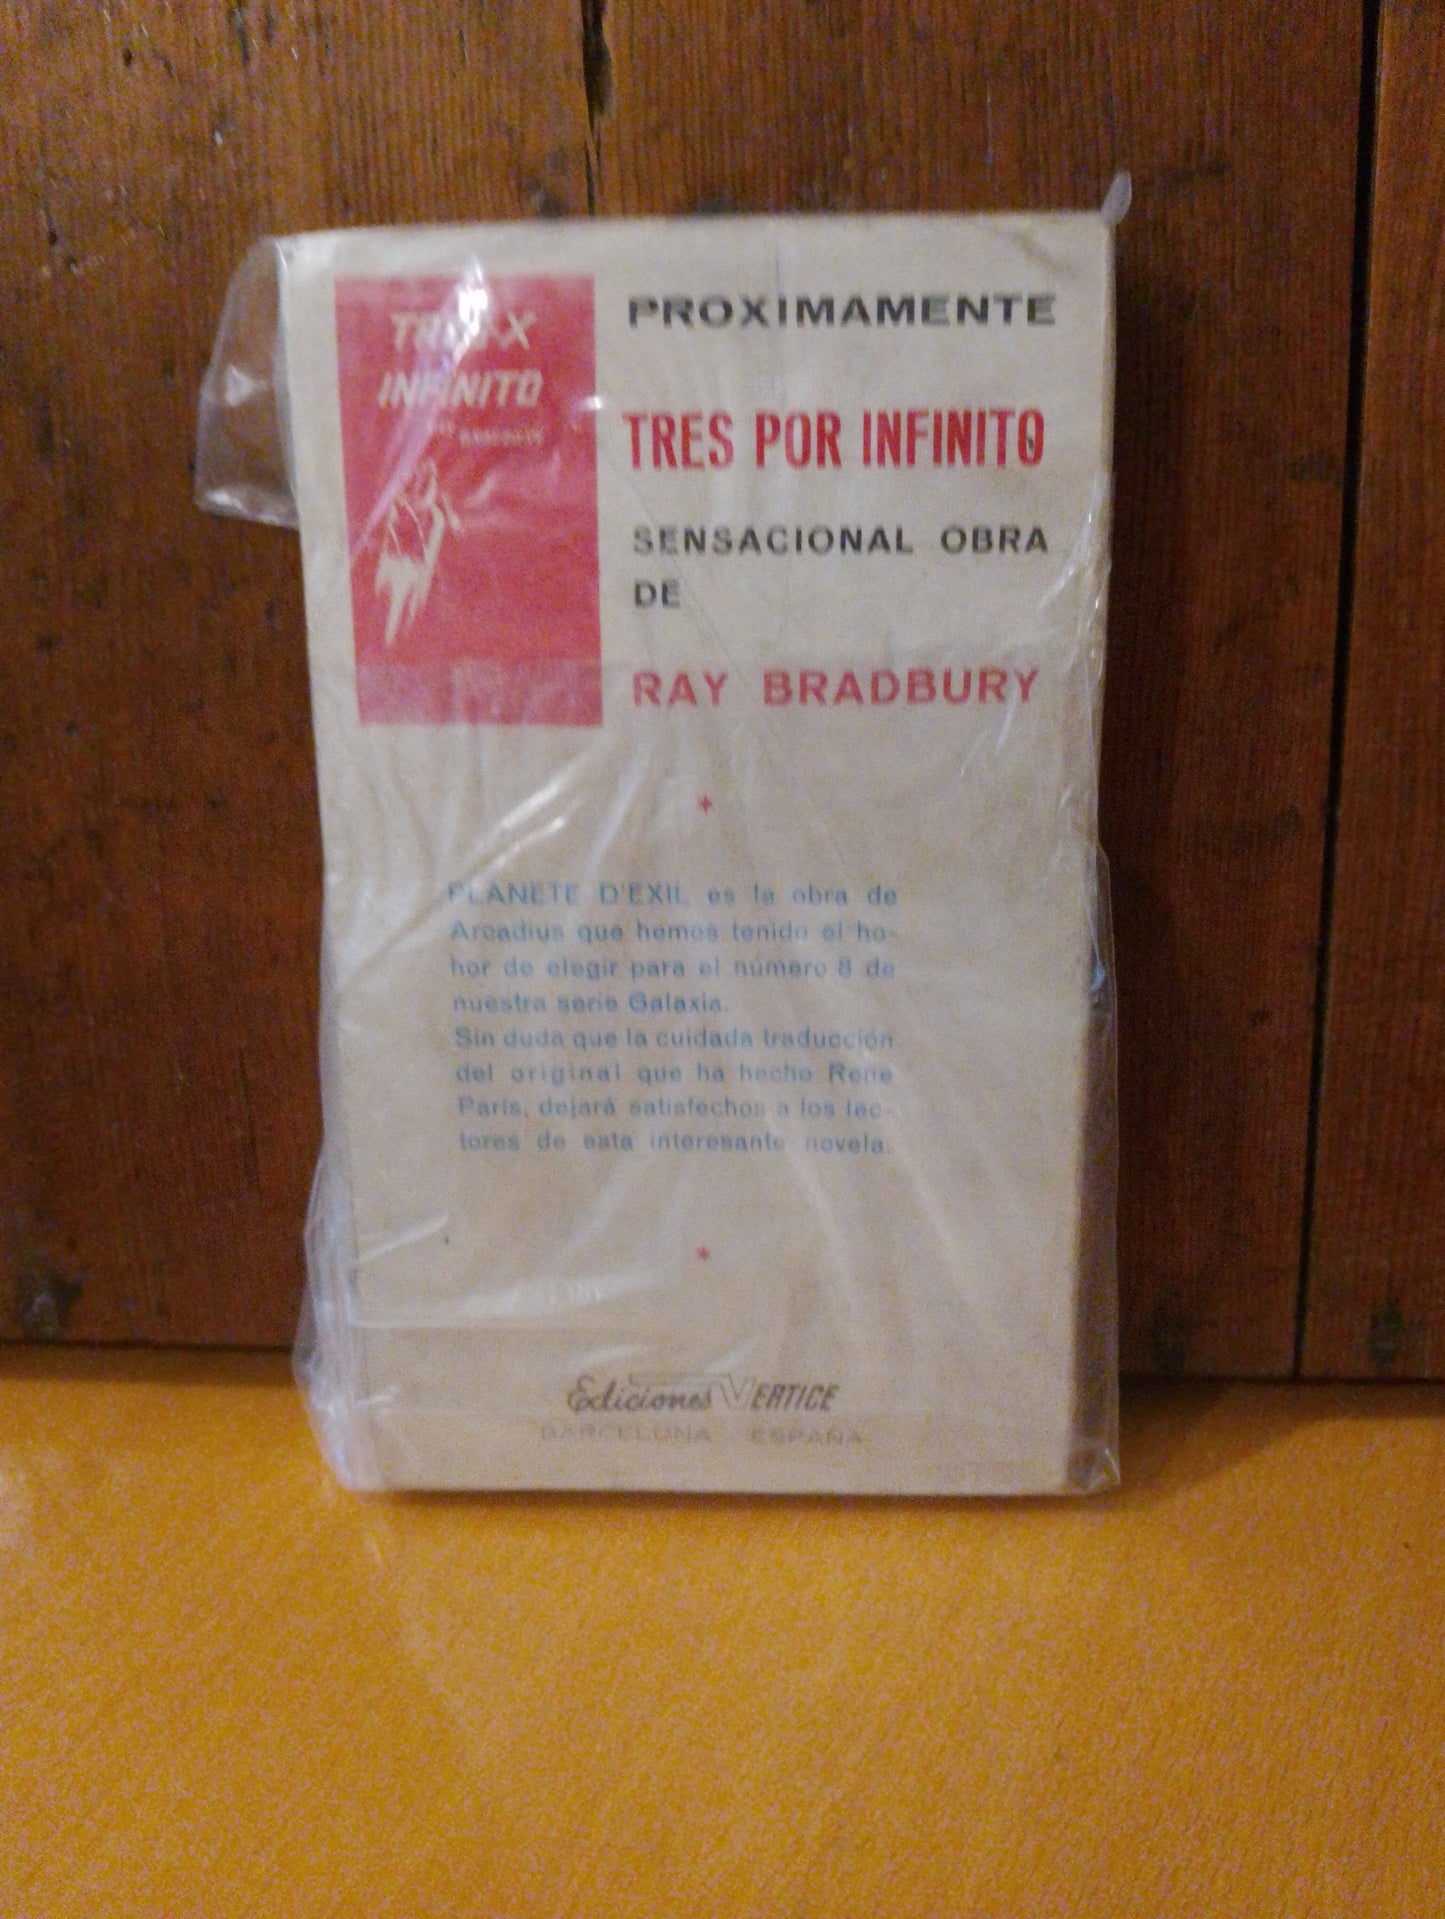 TRES X
INFINITO
PROXIMAMENTE
TRES POR INFINITO
SENSACIONAL OBRA
DE
RAY BRADBURY
*
PLANETE D'EXIL es la obra de
Arcadius que hemos tenido el ho-
hor de elegir para el número 8 de
nuestra serie Galaxia.
Sin duda que la cuidada traducción
del original que ha hecho Rene
París, dejará satisfechos a los lec-
tores de esta interesante novela.
*
Ediciones VERTICE
BARCELONA - ESPAÑA